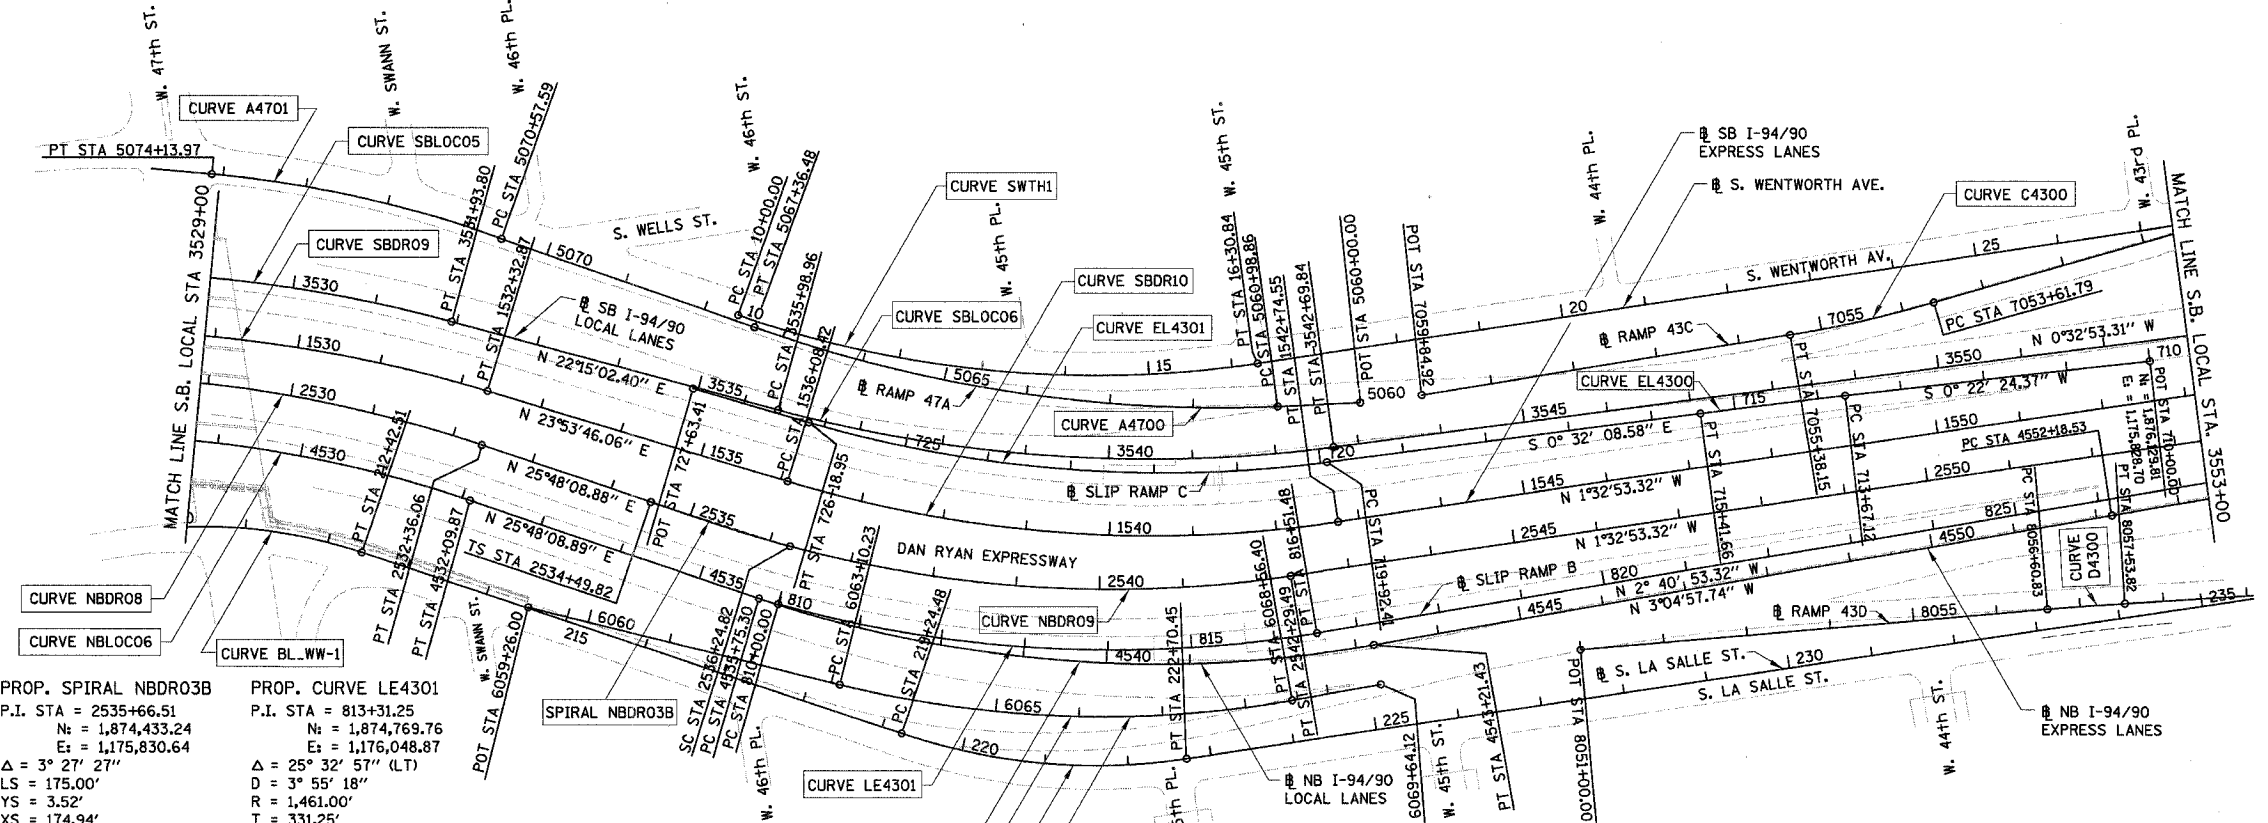 W. 47th ST.
W. SWANN ST.
W. 46th PL.
CURVE A4701
PT STA 5074+13.97
CURVE SBLOC05
PT STA 3531+93.80
PC STA 5070+57.59
MATCH LINE S.B. LOCAL STA 3529+00
CURVE SBDR09
3530
5070
S. WELLS ST.
W. 46th ST.
PC STA 10+00.00
PT STA 5067+36.48
10
PT STA 1532+32.87
℄ SB I-94/90
LOCAL LANES
N 22°15'02.40" E
3535
PC STA 3535+98.96
1530
N 23°53'46.06" E
1535
PC STA 1536+08.42
CURVE SWTH1
W. 45th PL.
CURVE SBLOC06
CURVE SBDR10
CURVE EL4301
℄ RAMP 47A
5065
15
W. 45th ST.
PT STA 16+30.84
PC STA 5060+98.86
PT STA 1542+74.55
PT STA 3542+69.84
POT STA 5060+00.00
POT STA 7059+84.92
5060
CURVE A4700
725
3540
720
℄ SLIP RAMP C
℄ SB I-94/90
EXPRESS LANES
℄ S. WENTWORTH AVE.
W. 44th PL.
20
S. WENTWORTH AV.
25
CURVE C4300
W. 43rd PL.
MATCH LINE S.B. LOCAL STA. 3553+00
PC STA 7053+61.79
7055
℄ RAMP 43C
3550
N 0°32'53.31" W
710
CURVE EL4300
715
S 0° 22' 24.37" W
3545
S 0° 32' 08.58" E
POT STA 710+00.00
N: = 1,876,129.81
E: = 1,175,828.70
1550
PC STA 4552+18.53
2550
1545
N 1°32'53.32" W
PT STA 715+41.66
PT STA 7055+38.15
PC STA 713+67.12
PC STA 8056+60.83
PT STA 8057+53.82
2530
4530
PT STA 212+42.51
PT STA 2532+36.06
PT STA 4532+09.87
N 25°48'08.88" E
N 25°48'08.89" E
TS STA 2534+49.82
POT STA 727+63.41
2535
4535
PT STA 726+18.95
DAN RYAN EXPRESSWAY
1540
2540
PC STA 719+92.41
2545
N 1°32'53.32" W
℄ SLIP RAMP B
820
N 2° 40' 53.32" W
4545
N 3°04'57.74" W
825
4550
CURVE
D4300
℄ RAMP 43D
8055
235
CURVE NBDR08
CURVE NBLOC06
CURVE BL_WW-1
W. SWANN ST.
POT STA 6059+26.00
215
6060
810
SPIRAL NBDR03B
SC STA 2536+24.82
PC STA 4535+75.30
PC STA 810+00.00
W. 46th PL.
PC STA 6063+10.23
PC STA 219+24.48
CURVE NBDR09
815
4540
6065
220
CURVE LE4301
PT STA 222+70.45
PT STA 6068+56.40
PT STA 2542+29.49
PT STA 816+51.48
℄ NB I-94/90
LOCAL LANES
225
6069+64.12
W. 45th ST.
PT STA 4543+21.43
POT STA 8051+00.00
℄ S. LA SALLE ST.
230
S. LA SALLE ST.
W. 44th ST.
℄ NB I-94/90
EXPRESS LANES
PROP. SPIRAL NBDR03B
P.I. STA = 2535+66.51
N: = 1,874,433.24
E: = 1,175,830.64
Δ = 3° 27' 27"
LS = 175.00'
YS = 3.52'
XS = 174.94'
PROP. CURVE LE4301
P.I. STA = 813+31.25
N: = 1,874,769.76
E: = 1,176,048.87
Δ = 25° 32' 57" (LT)
D = 3° 55' 18"
R = 1,461.00'
T = 331.25'